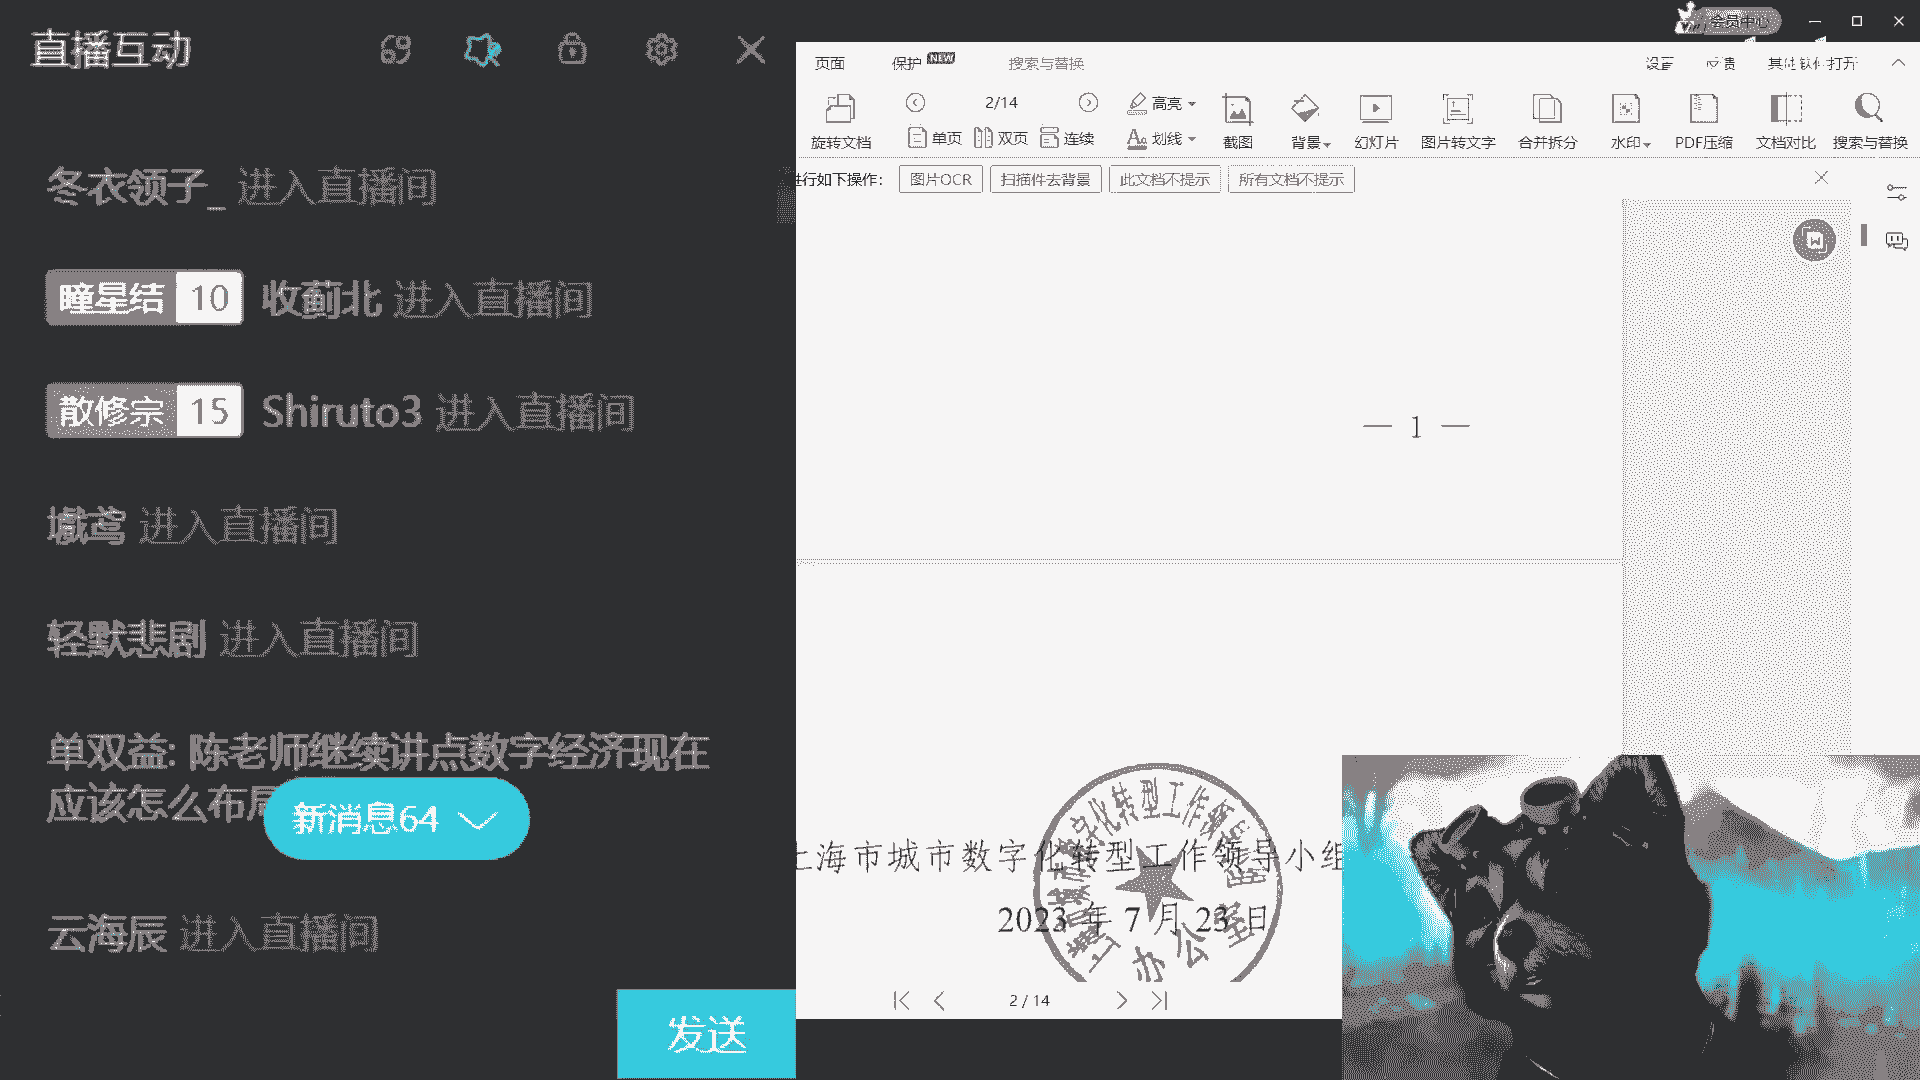 直播互动
冬衣领子_ 进入直播间
瞳星结 10 收蓟北 进入直播间
散修宗 15 Shiruto3 进入直播间
进入直播间
轻默悲剧 进入直播间
单双益: 陈老师继续讲点数字经济现在
应该怎么布局
新消息64
云海辰 进入直播间
发送
会员中心
页面 保护 NEW 搜索与替换 设置 反馈 其他软件打开
旋转文档 2/14 单页 双页 连续 高亮 划线 截图 背景 幻灯片 图片转文字 合并拆分 水印 PDF压缩 文档对比 搜索与替换
进行如下操作: 图片OCR 扫描件去背景 此文档不提示 所有文档不提示
— 1 —
上海市城市数字化转型工作领导小组
2023 年 7 月 23 日
办公室
2 / 14